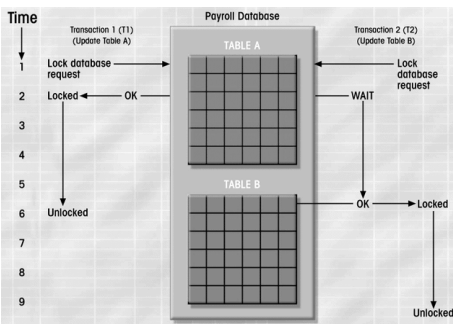 Time
Payroll Database
Transaction 1 (T1)
(Update Table A)
Transaction 2 (T2)
(Update Table B)
TABLE A
1
Lock database
request
Lock
database
request
2
Locked
OK
WAIT
3
4
5
TABLE B
6
Unlocked
OK
Locked
7
8
9
Unlocked